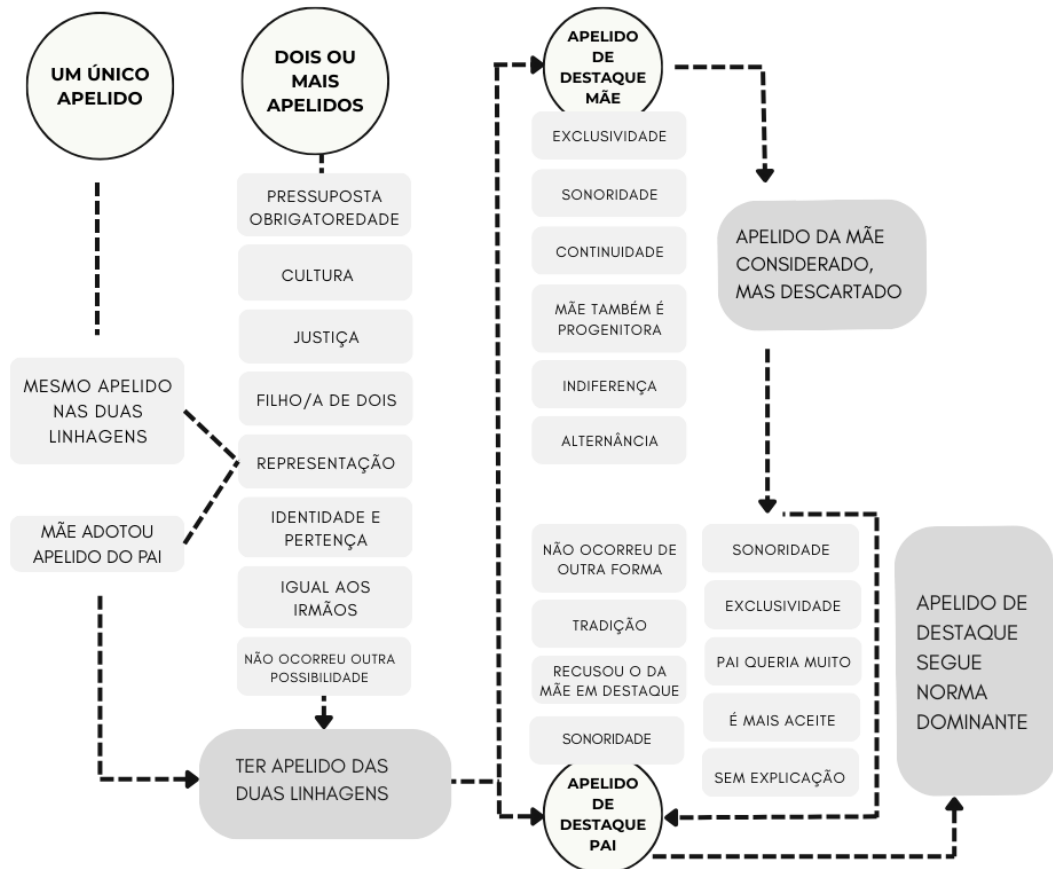 UM ÚNICO
APELIDO
MESMO APELIDO
NAS DUAS
LINHAGENS
MÃE ADOTOU
APELIDO DO PAI
DOIS OU
MAIS
APELIDOS
PRESSUPOSTA
OBRIGATOREDADE
CULTURA
JUSTIÇA
FILHO/A DE DOIS
REPRESENTAÇÃO
IDENTIDADE E
PERTENÇA
IGUAL AOS
IRMÃOS
NÃO OCORREU OUTRA
POSSIBILIDADE
TER APELIDO DAS
DUAS LINHAGENS
APELIDO
DE
DESTAQUE
MÃE
EXCLUSIVIDADE
SONORIDADE
CONTINUIDADE
MÃE TAMBÉM É
PROGENITORA
INDIFERENÇA
ALTERNÂNCIA
APELIDO DA MÃE
CONSIDERADO,
MAS DESCARTADO
NÃO OCORREU DE
OUTRA FORMA
TRADIÇÃO
RECUSOU O DA
MÃE EM DESTAQUE
SONORIDADE
APELIDO
DE
DESTAQUE
PAI
SONORIDADE
EXCLUSIVIDADE
PAI QUERIA MUITO
É MAIS ACEITE
SEM EXPLICAÇÃO
APELIDO DE
DESTAQUE
SEGUE
NORMA
DOMINANTE